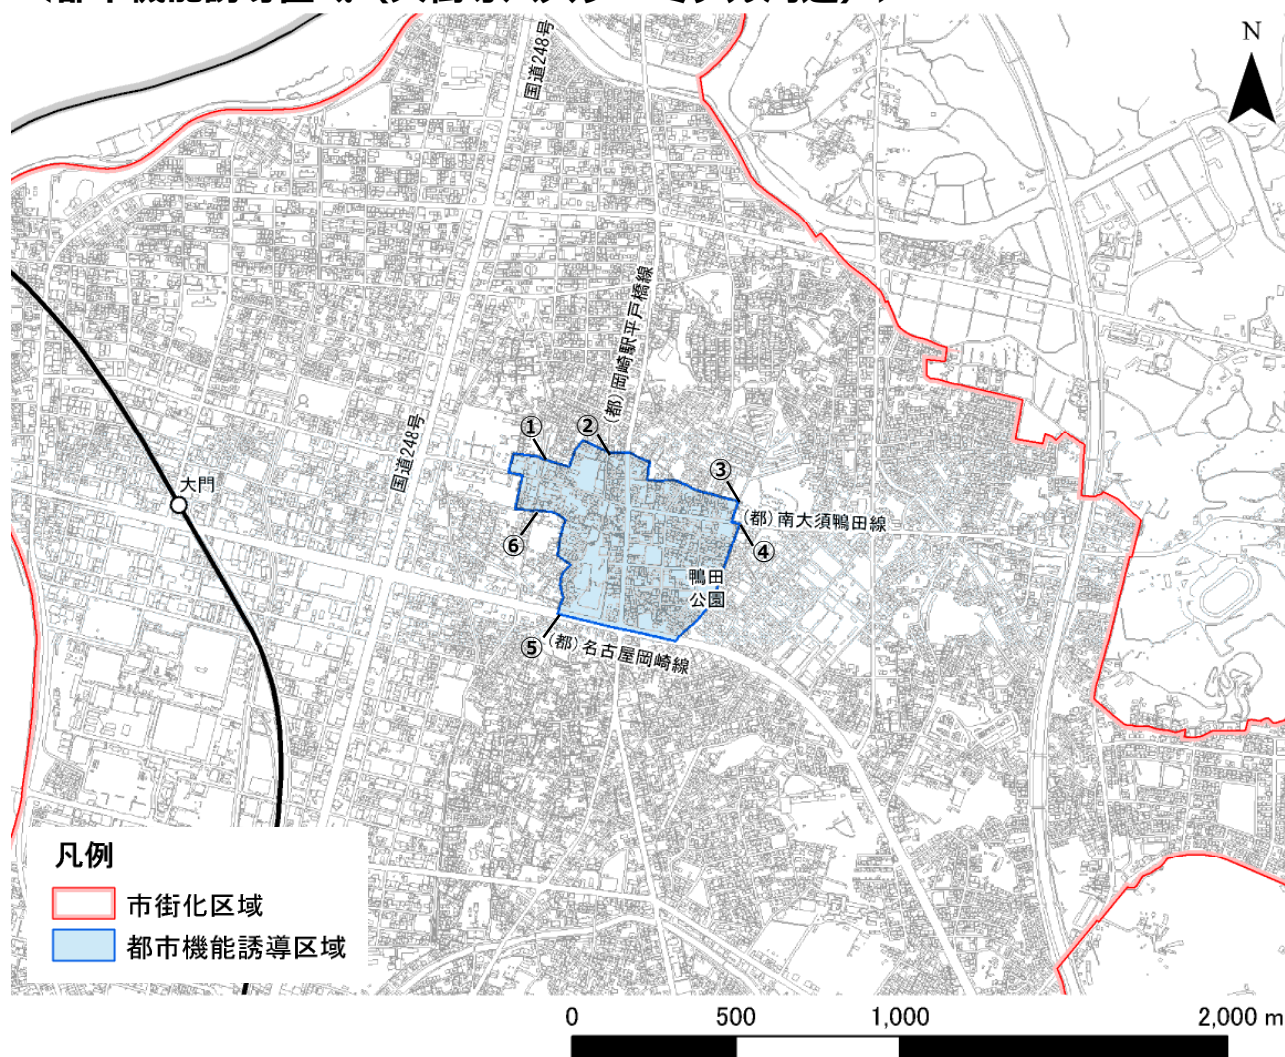 N
国道248号
(都)岡崎駅平戸橋線
①
②
国道248号
大門
③
(都)南大須鴨田線
④
⑥
鴨田
公園
⑤
(都)名古屋岡崎線
凡例
市街化区域
都市機能誘導区域
0 500 1,000 2,000 m